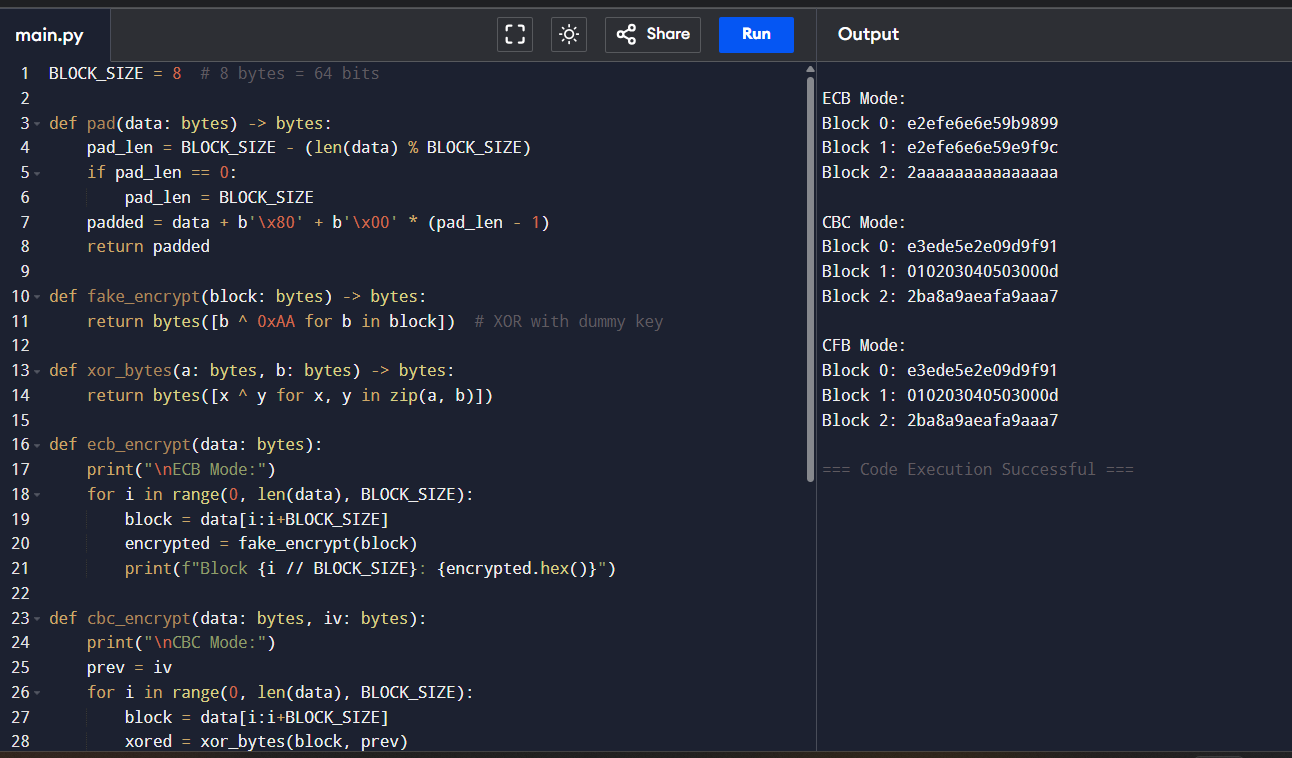 main.py
Share
Run
Output
1 BLOCK_SIZE = 8  # 8 bytes = 64 bits
2
3 def pad(data: bytes) -> bytes:
4     pad_len = BLOCK_SIZE - (len(data) % BLOCK_SIZE)
5     if pad_len == 0:
6         pad_len = BLOCK_SIZE
7     padded = data + b'\x80' + b'\x00' * (pad_len - 1)
8     return padded
9
10 def fake_encrypt(block: bytes) -> bytes:
11     return bytes([b ^ 0xAA for b in block])  # XOR with dummy key
12
13 def xor_bytes(a: bytes, b: bytes) -> bytes:
14     return bytes([x ^ y for x, y in zip(a, b)])
15
16 def ecb_encrypt(data: bytes):
17     print("\nECB Mode:")
18     for i in range(0, len(data), BLOCK_SIZE):
19         block = data[i:i+BLOCK_SIZE]
20         encrypted = fake_encrypt(block)
21         print(f"Block {i // BLOCK_SIZE}: {encrypted.hex()}")
22
23 def cbc_encrypt(data: bytes, iv: bytes):
24     print("\nCBC Mode:")
25     prev = iv
26     for i in range(0, len(data), BLOCK_SIZE):
27         block = data[i:i+BLOCK_SIZE]
28         xored = xor_bytes(block, prev)
ECB Mode:
Block 0: e2efe6e6e59b9899
Block 1: e2efe6e6e59e9f9c
Block 2: 2aaaaaaaaaaaaaaa
CBC Mode:
Block 0: e3ede5e2e09d9f91
Block 1: 010203040503000d
Block 2: 2ba8a9aeafa9aaa7
CFB Mode:
Block 0: e3ede5e2e09d9f91
Block 1: 010203040503000d
Block 2: 2ba8a9aeafa9aaa7
=== Code Execution Successful ===